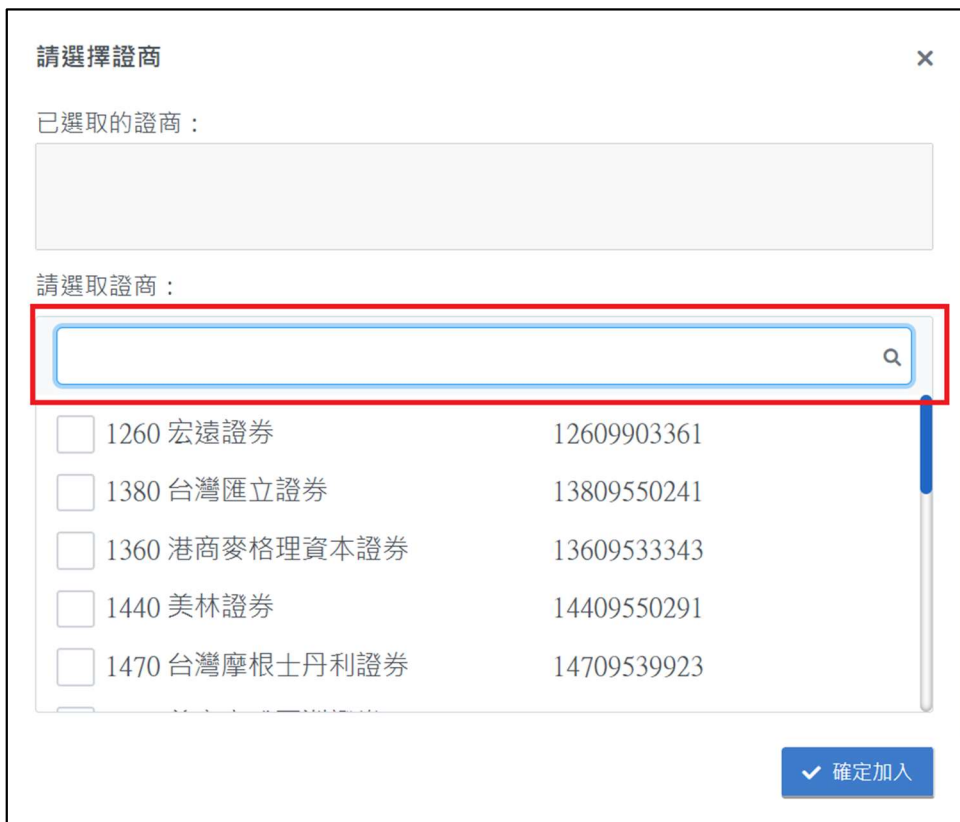 請選擇證商
×
已選取的證商：
請選取證商：
1260 宏遠證券 12609903361
1380 台灣匯立證券 13809550241
1360 港商麥格理資本證券 13609533343
1440 美林證券 14409550291
1470 台灣摩根士丹利證券 14709539923
確定加入